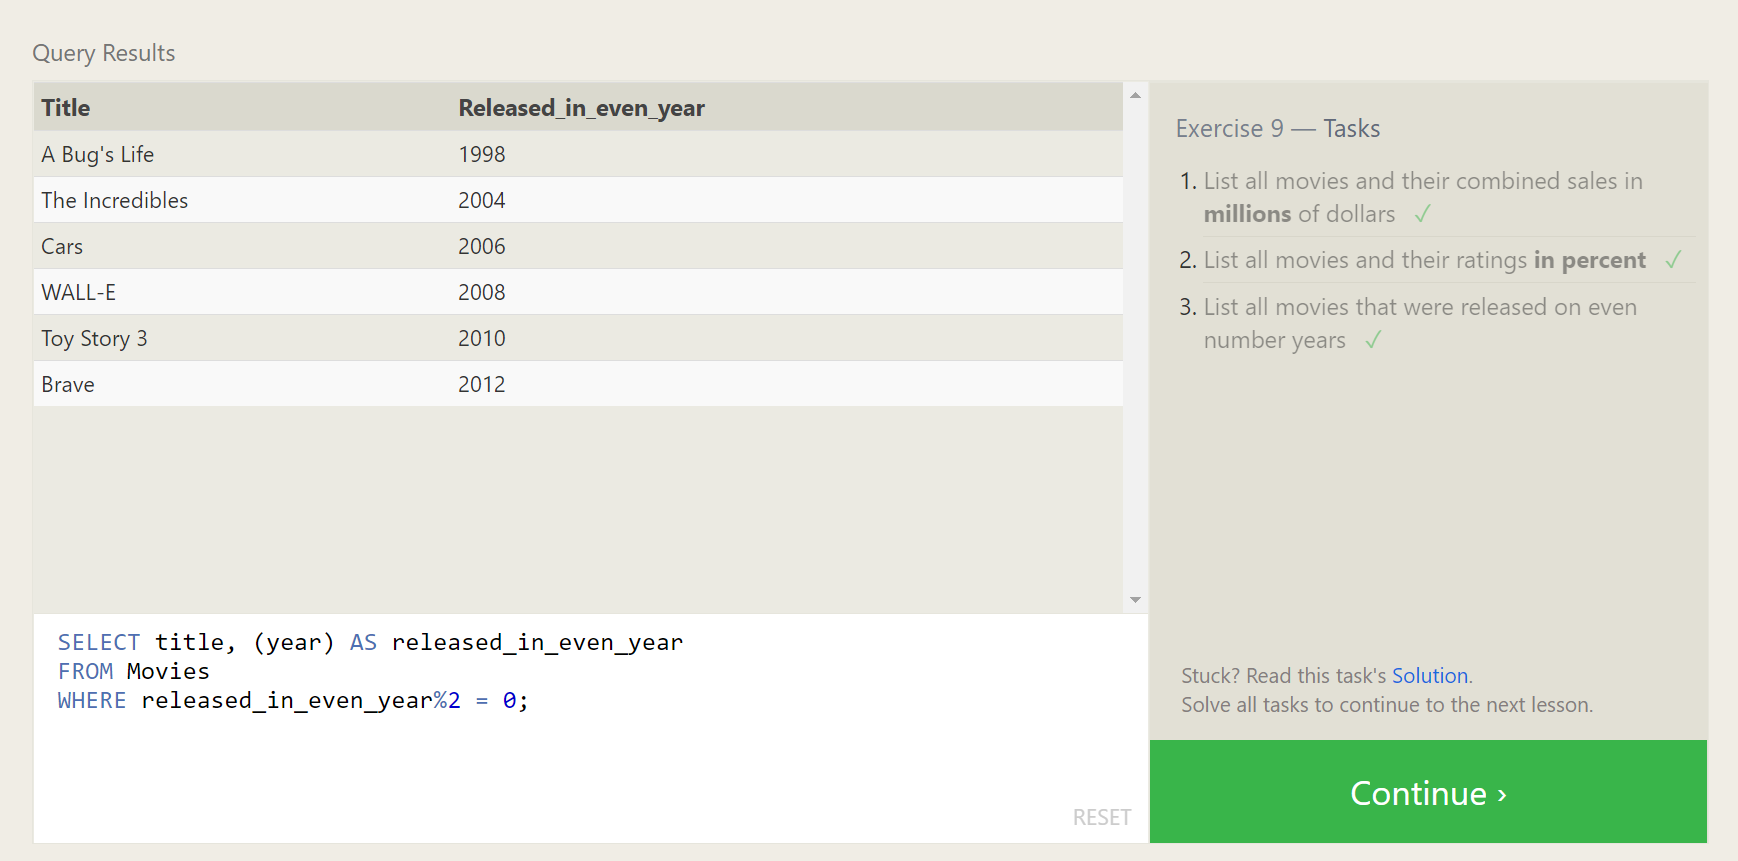 Query Results
Title Released_in_even_year
A Bug's Life 1998
The Incredibles 2004
Cars 2006
WALL-E 2008
Toy Story 3 2010
Brave 2012
SELECT title, (year) AS released_in_even_year
FROM Movies
WHERE released_in_even_year%2 = 0;
RESET
Exercise 9 — Tasks
1. List all movies and their combined sales in
millions of dollars ✓
2. List all movies and their ratings in percent ✓
3. List all movies that were released on even
number years ✓
Stuck? Read this task's Solution.
Solve all tasks to continue to the next lesson.
Continue ›